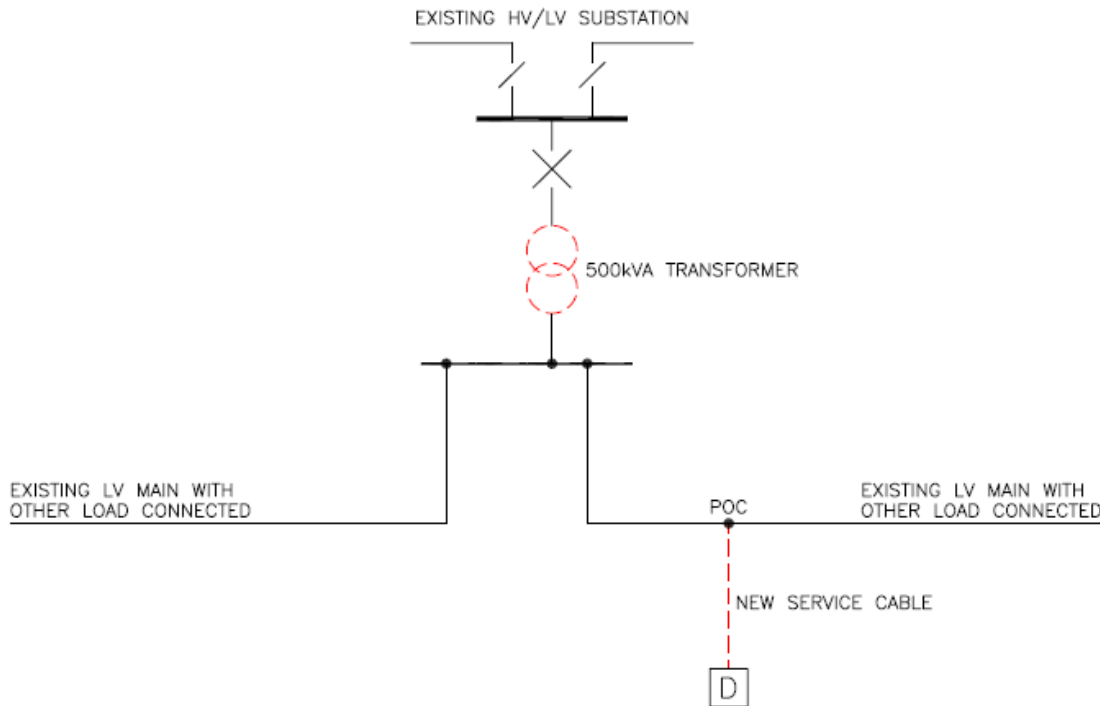 EXISTING HV/LV SUBSTATION
500kVA TRANSFORMER
EXISTING LV MAIN WITH
OTHER LOAD CONNECTED
POC
EXISTING LV MAIN WITH
OTHER LOAD CONNECTED
NEW SERVICE CABLE
D